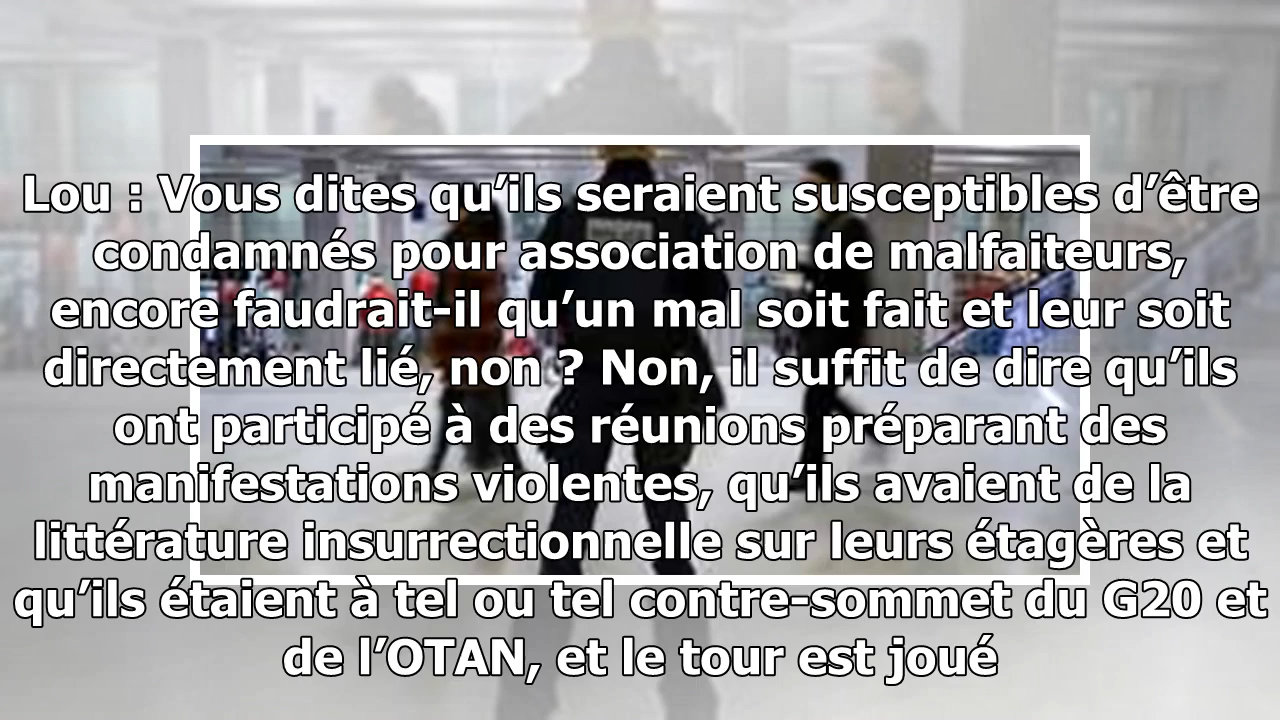 Lou : Vous dites qu’ils seraient susceptibles d’être
condamnés pour association de malfaiteurs,
encore faudrait-il qu’un mal soit fait et leur soit
directement lié, non ? Non, il suffit de dire qu’ils
ont participé à des réunions préparant des
manifestations violentes, qu’ils avaient de la
littérature insurrectionnelle sur leurs étagères et
qu’ils étaient à tel ou tel contre-sommet du G20 et
de l’OTAN, et le tour est joué